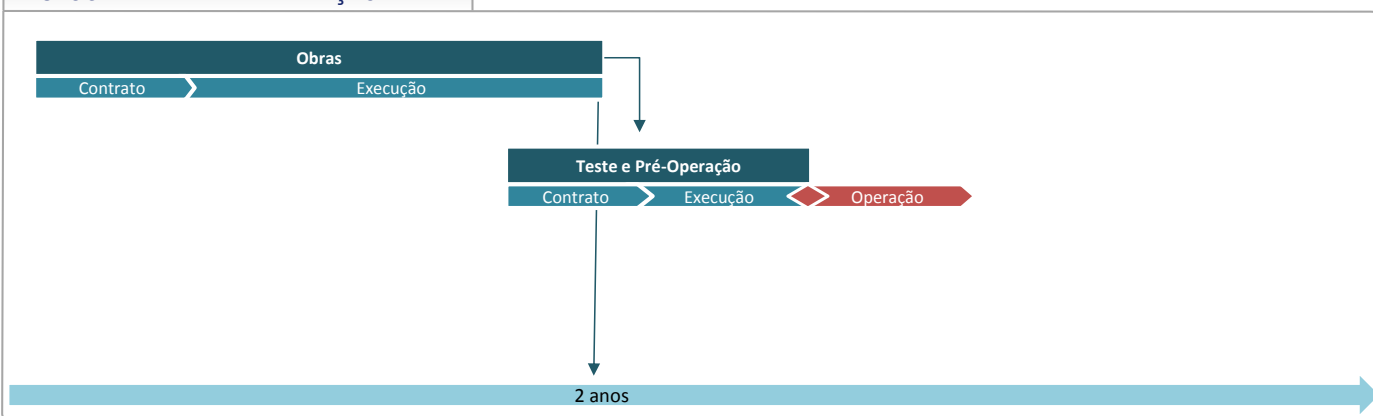 Obras
Contrato
Execução
Teste e Pré-Operação
Contrato
Execução
Operação
2 anos